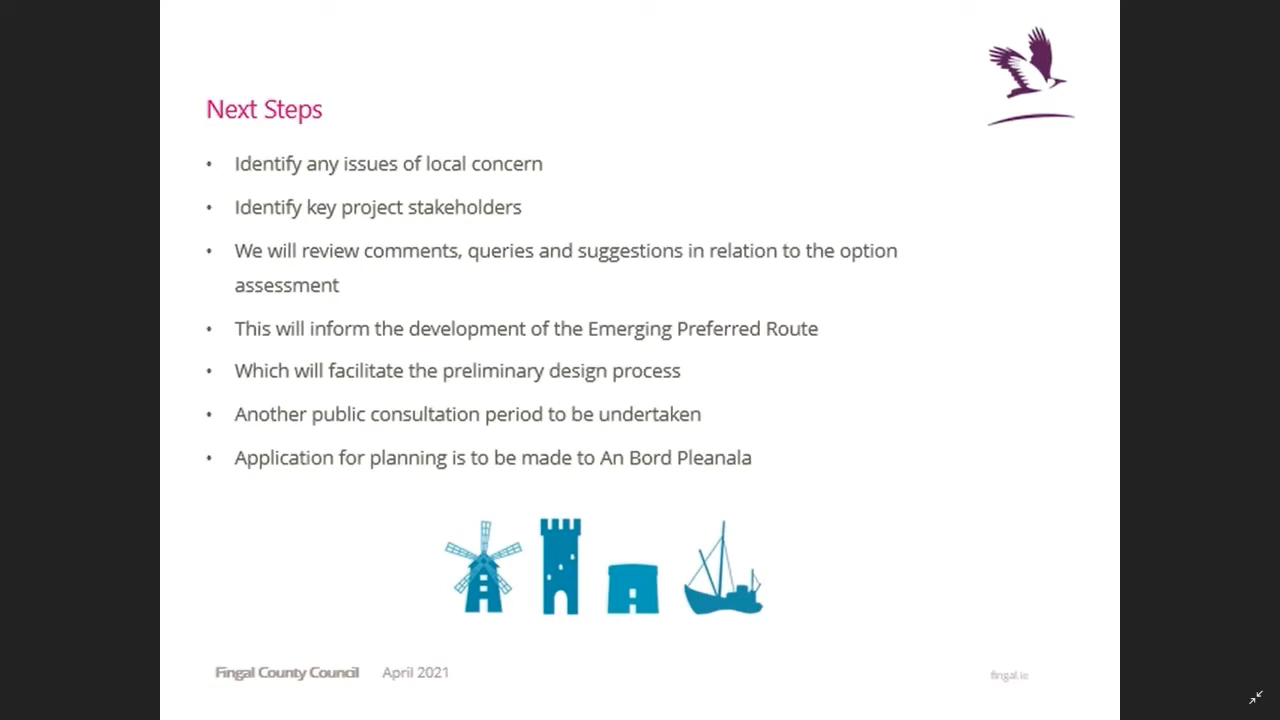 Next Steps
• Identify any issues of local concern
• Identify key project stakeholders
• We will review comments, queries and suggestions in relation to the option
assessment
• This will inform the development of the Emerging Preferred Route
• Which will facilitate the preliminary design process
• Another public consultation period to be undertaken
• Application for planning is to be made to An Bord Pleanala
Fingal County Council April 2021
fingal.ie